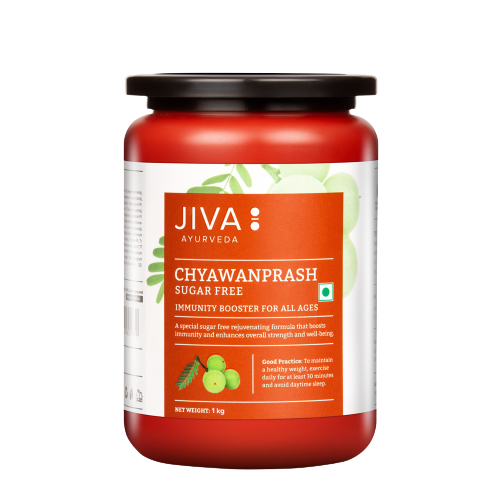 JIVA
AYURVEDA
CHYAWANPRASH
SUGAR FREE
IMMUNITY BOOSTER FOR ALL AGES
A special sugar free rejuvenating formula that boosts
immunity and enhances overall strength and well-being.
Good Practice: To maintain
a healthy weight, exercise
daily for at least 30 minutes
and avoid daytime sleep.
NET WEIGHT: 1 kg